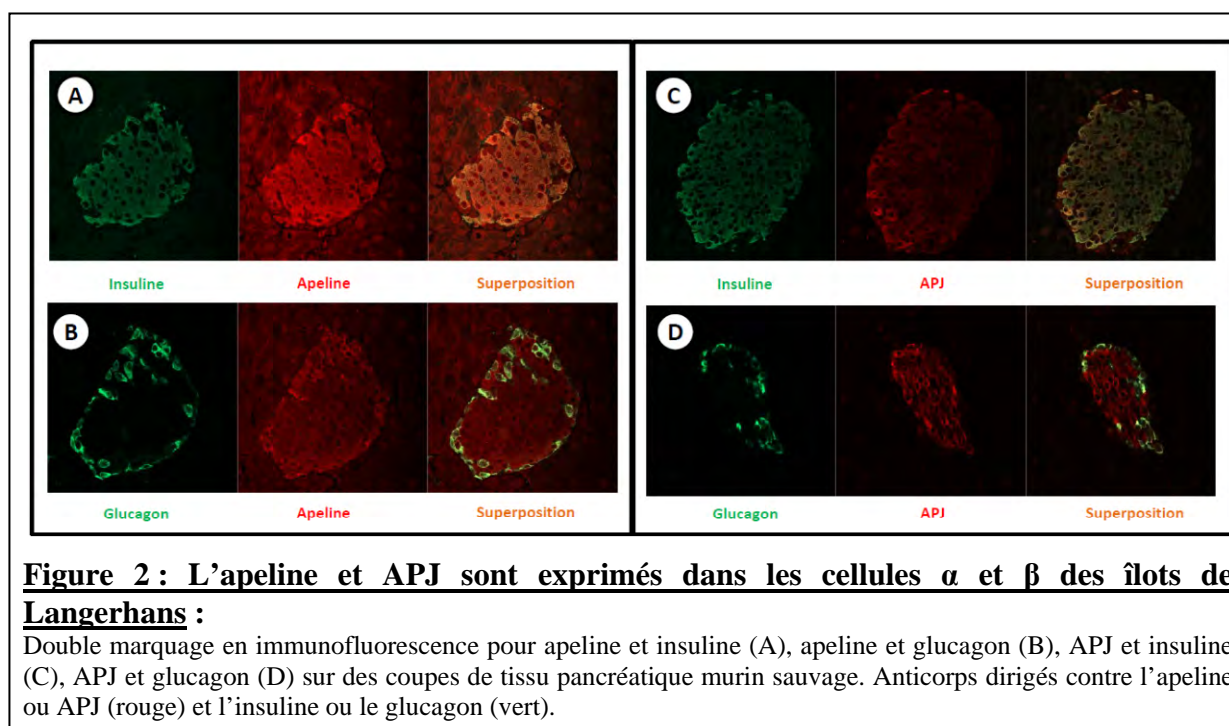 A
C
Insuline Apeline Superposition
Insuline APJ Superposition
B
D
Glucagon Apeline Superposition
Glucagon APJ Superposition
Figure 2 : L’apeline et APJ sont exprimés dans les cellules α et β des îlots de
Langerhans :
Double marquage en immunofluorescence pour apeline et insuline (A), apeline et glucagon (B), APJ et insuline
(C), APJ et glucagon (D) sur des coupes de tissu pancréatique murin sauvage. Anticorps dirigés contre l’apeline
ou APJ (rouge) et l’insuline ou le glucagon (vert).